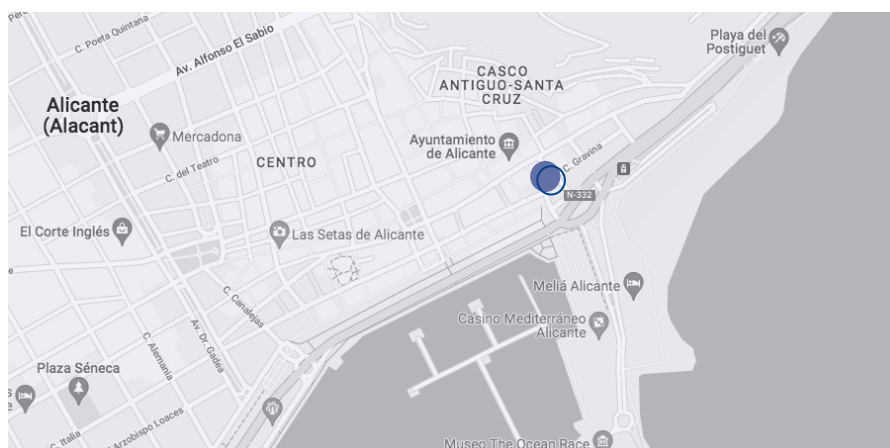 Playa del
Postiguet
C. Poeta Quintana
Av. Alfonso El Sabio
CASCO
ANTIGUO-SANTA
CRUZ
Alicante
(Alacant)
Mercadona
Ayuntamiento
de Alicante
C. del Teatro
CENTRO
C. Gravina
N-332
El Corte Inglés
Las Setas de Alicante
Meliá Alicante
C. Canalejas
Casino Mediterráneo
Alicante
Av. Dr. Gadea
C. Alemania
Plaza Séneca
C. Italia
Arzobispo Loaces
Museo The Ocean Race